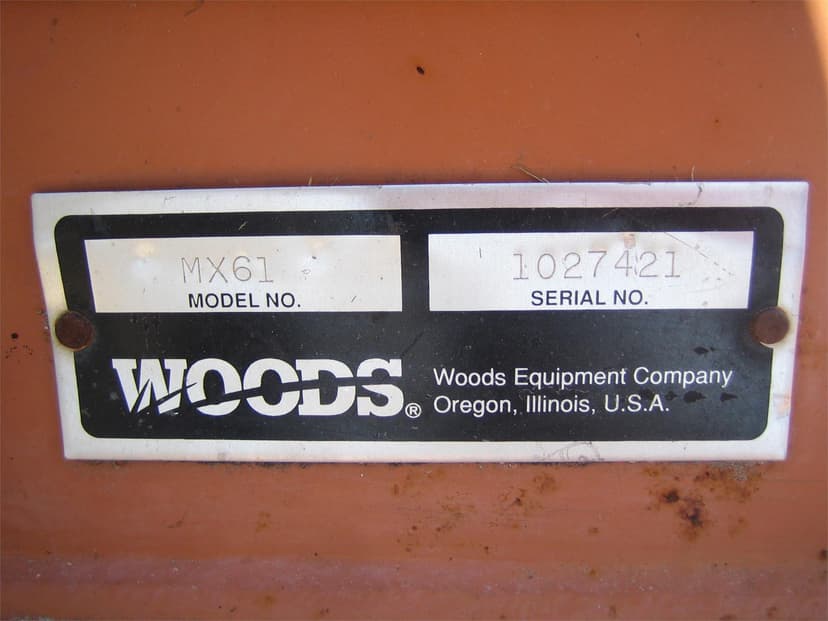 MX61
MODEL NO.
1027421
SERIAL NO.
WOODS®
Woods Equipment Company
Oregon, Illinois, U.S.A.